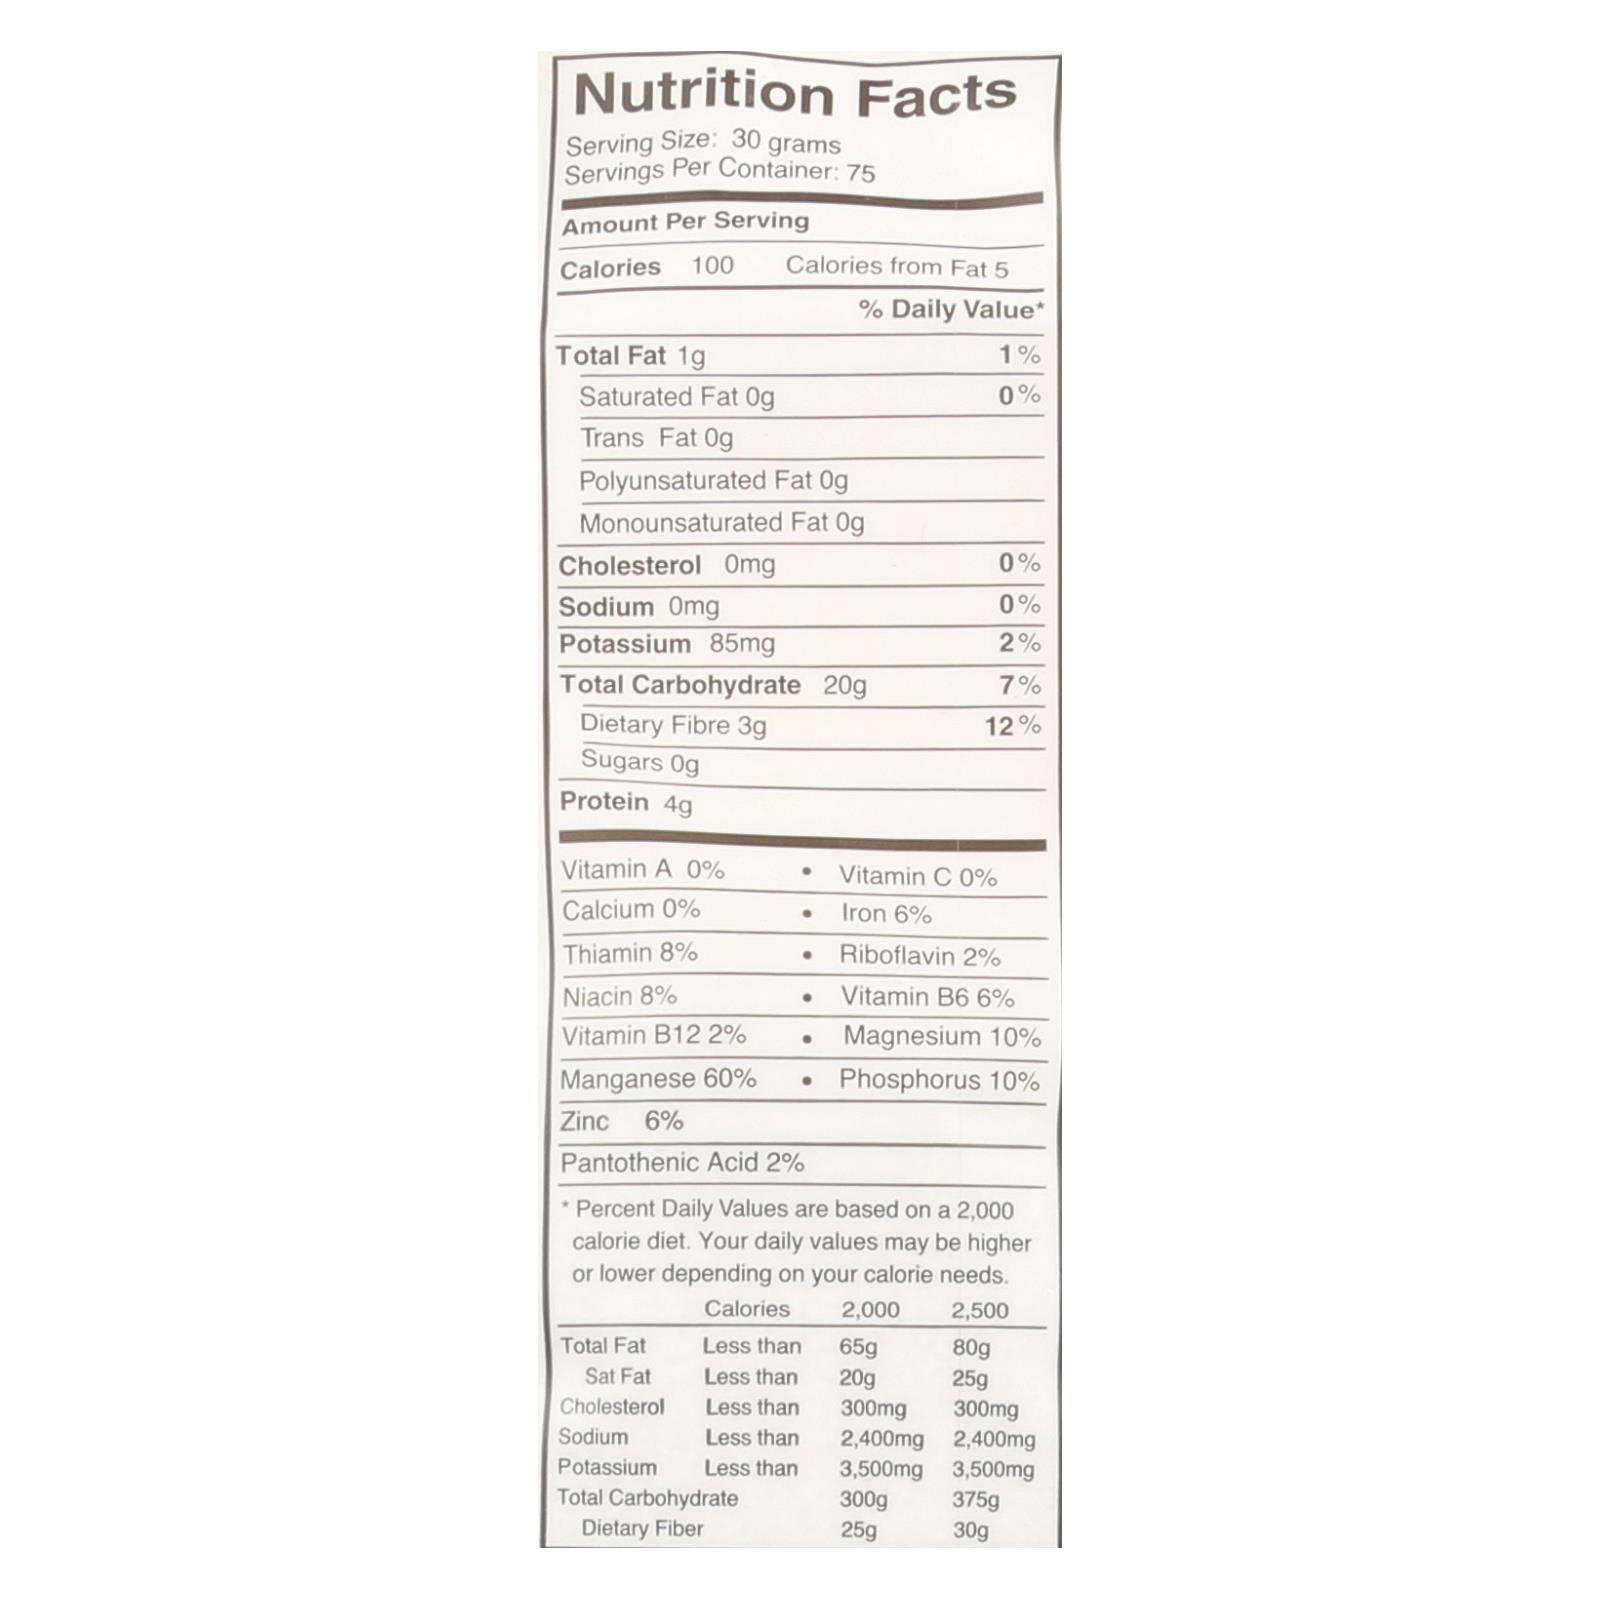 Nutrition Facts
Serving Size: 30 grams
Servings Per Container: 75
Amount Per Serving
Calories 100 Calories from Fat 5
% Daily Value*
Total Fat 1g 1%
Saturated Fat 0g 0%
Trans Fat 0g
Polyunsaturated Fat 0g
Monounsaturated Fat 0g
Cholesterol 0mg 0%
Sodium 0mg 0%
Potassium 85mg 2%
Total Carbohydrate 20g 7%
Dietary Fibre 3g 12%
Sugars 0g
Protein 4g
Vitamin A 0% • Vitamin C 0%
Calcium 0% • Iron 6%
Thiamin 8% • Riboflavin 2%
Niacin 8% • Vitamin B6 6%
Vitamin B12 2% • Magnesium 10%
Manganese 60% • Phosphorus 10%
Zinc 6%
Pantothenic Acid 2%
* Percent Daily Values are based on a 2,000
calorie diet. Your daily values may be higher
or lower depending on your calorie needs.
Calories 2,000 2,500
Total Fat Less than 65g 80g
Sat Fat Less than 20g 25g
Cholesterol Less than 300mg 300mg
Sodium Less than 2,400mg 2,400mg
Potassium Less than 3,500mg 3,500mg
Total Carbohydrate 300g 375g
Dietary Fiber 25g 30g